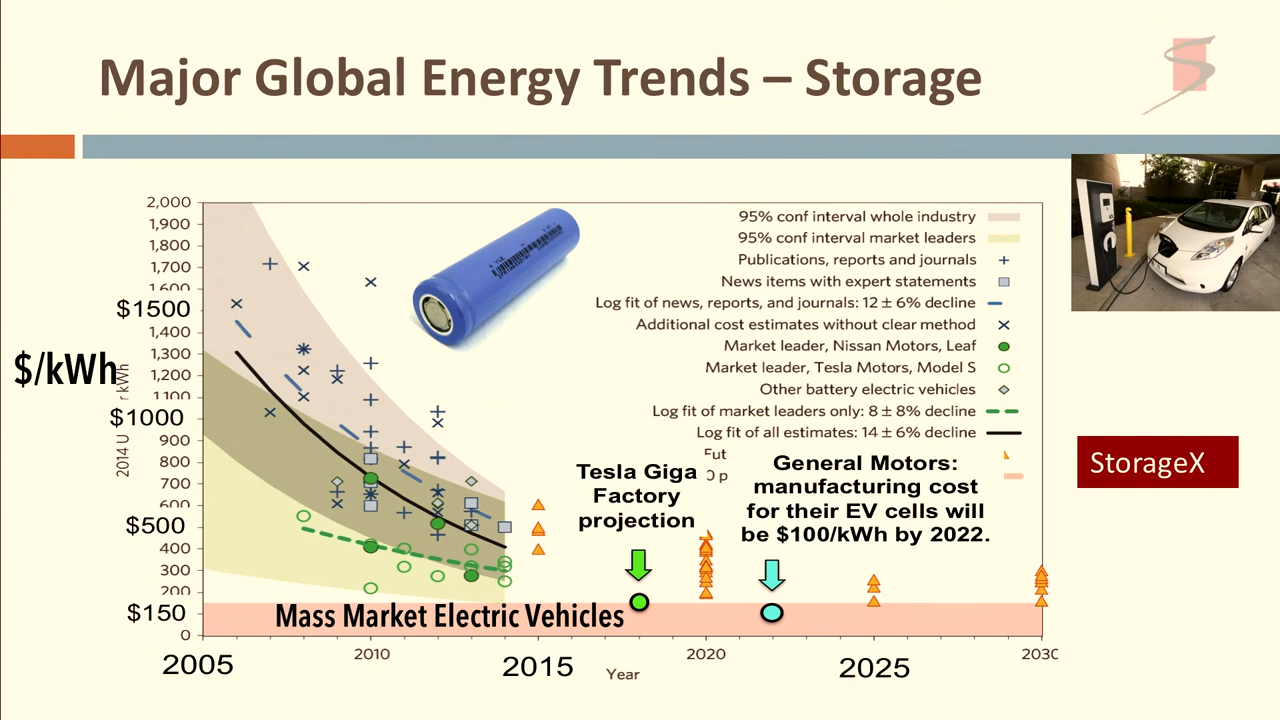 Major Global Energy Trends – Storage
2,000
1,900
1,800
1,700
1,600
$1500
1,400
1,300
1,200
1,100
$1000
900
800
700
600
$500
400
300
200
$150
0
$/kWh
r kWh
2014 U
95% conf interval whole industry
95% conf interval market leaders
Publications, reports and journals
News items with expert statements
Log fit of news, reports, and journals: 12 ± 6% decline
Additional cost estimates without clear method
Market leader, Nissan Motors, Leaf
Market leader, Tesla Motors, Model S
Other battery electric vehicles
Log fit of market leaders only: 8 ± 8% decline
Log fit of all estimates: 14 ± 6% decline
Fut
0 p
Tesla Giga
Factory
projection
General Motors:
manufacturing cost
for their EV cells will
be $100/kWh by 2022.
StorageX
Mass Market Electric Vehicles
2005
2010
2015
2020
2025
2030
Year